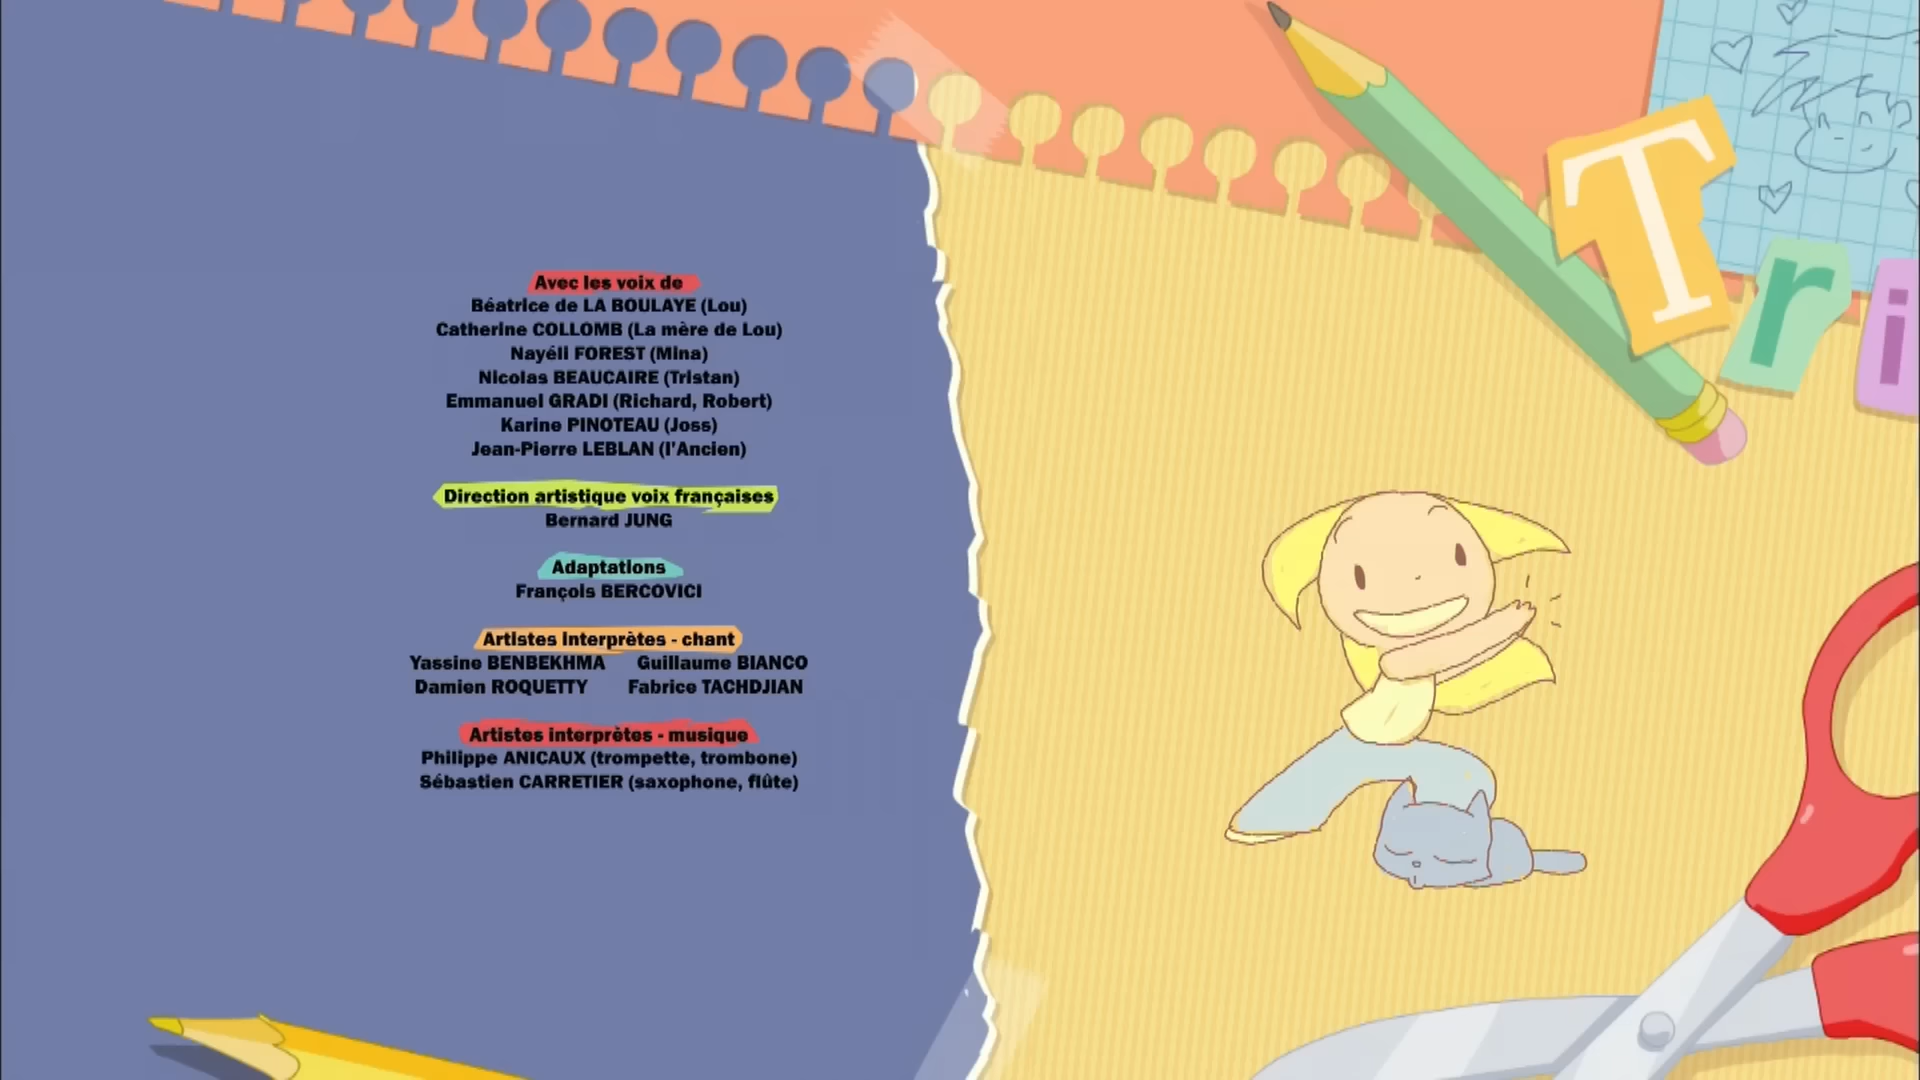 Avec les voix de
Béatrice de LA BOULAYE (Lou)
Catherine COLLOMB (La mère de Lou)
Nayéli FOREST (Mina)
Nicolas BEAUCAIRE (Tristan)
Emmanuel GRADI (Richard, Robert)
Karine PINOTEAU (Joss)
Jean-Pierre LEBLAN (l'Ancien)
Direction artistique voix françaises
Bernard JUNG
Adaptations
François BERCOVICI
Artistes interprètes - chant
Yassine BENBEKHMA Guillaume BIANCO
Damien ROQUETTY Fabrice TACHDJIAN
Artistes interprètes - musique
Philippe ANICAUX (trompette, trombone)
Sébastien CARRETIER (saxophone, flûte)
Tri